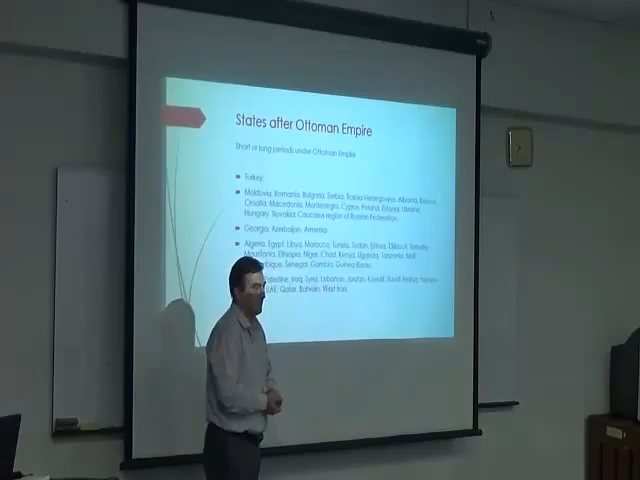 States after Ottoman Empire
Short or long periods under Ottoman Empire
Turkey
Moldovia, Romania, Bulgaria, Serbia, Bosnia-Herzegovina, Albania, Kosova,
Croatia, Macedonia, Montenegro, Cyprus, Poland, Estonia, Ukraine,
Hungary, Slovakia, Caucasus region of Russian Federation.
Georgia, Azerbaijan, Armenia
Algeria, Egypt, Libya, Morocco, Tunisia, Sudan, Eritrea, Djibouti, Somalia,
Mauritania, Ethiopia, Niger, Chad, Kenya, Uganda, Tanzania, Mali,
Senegal, Gambia, Guinea Bissau
Palestine, Iraq, Syria, Lebanon, Jordan, Kuwait, Saudi Arabia, Yemen,
UAE, Qatar, Bahrain, West Iran.